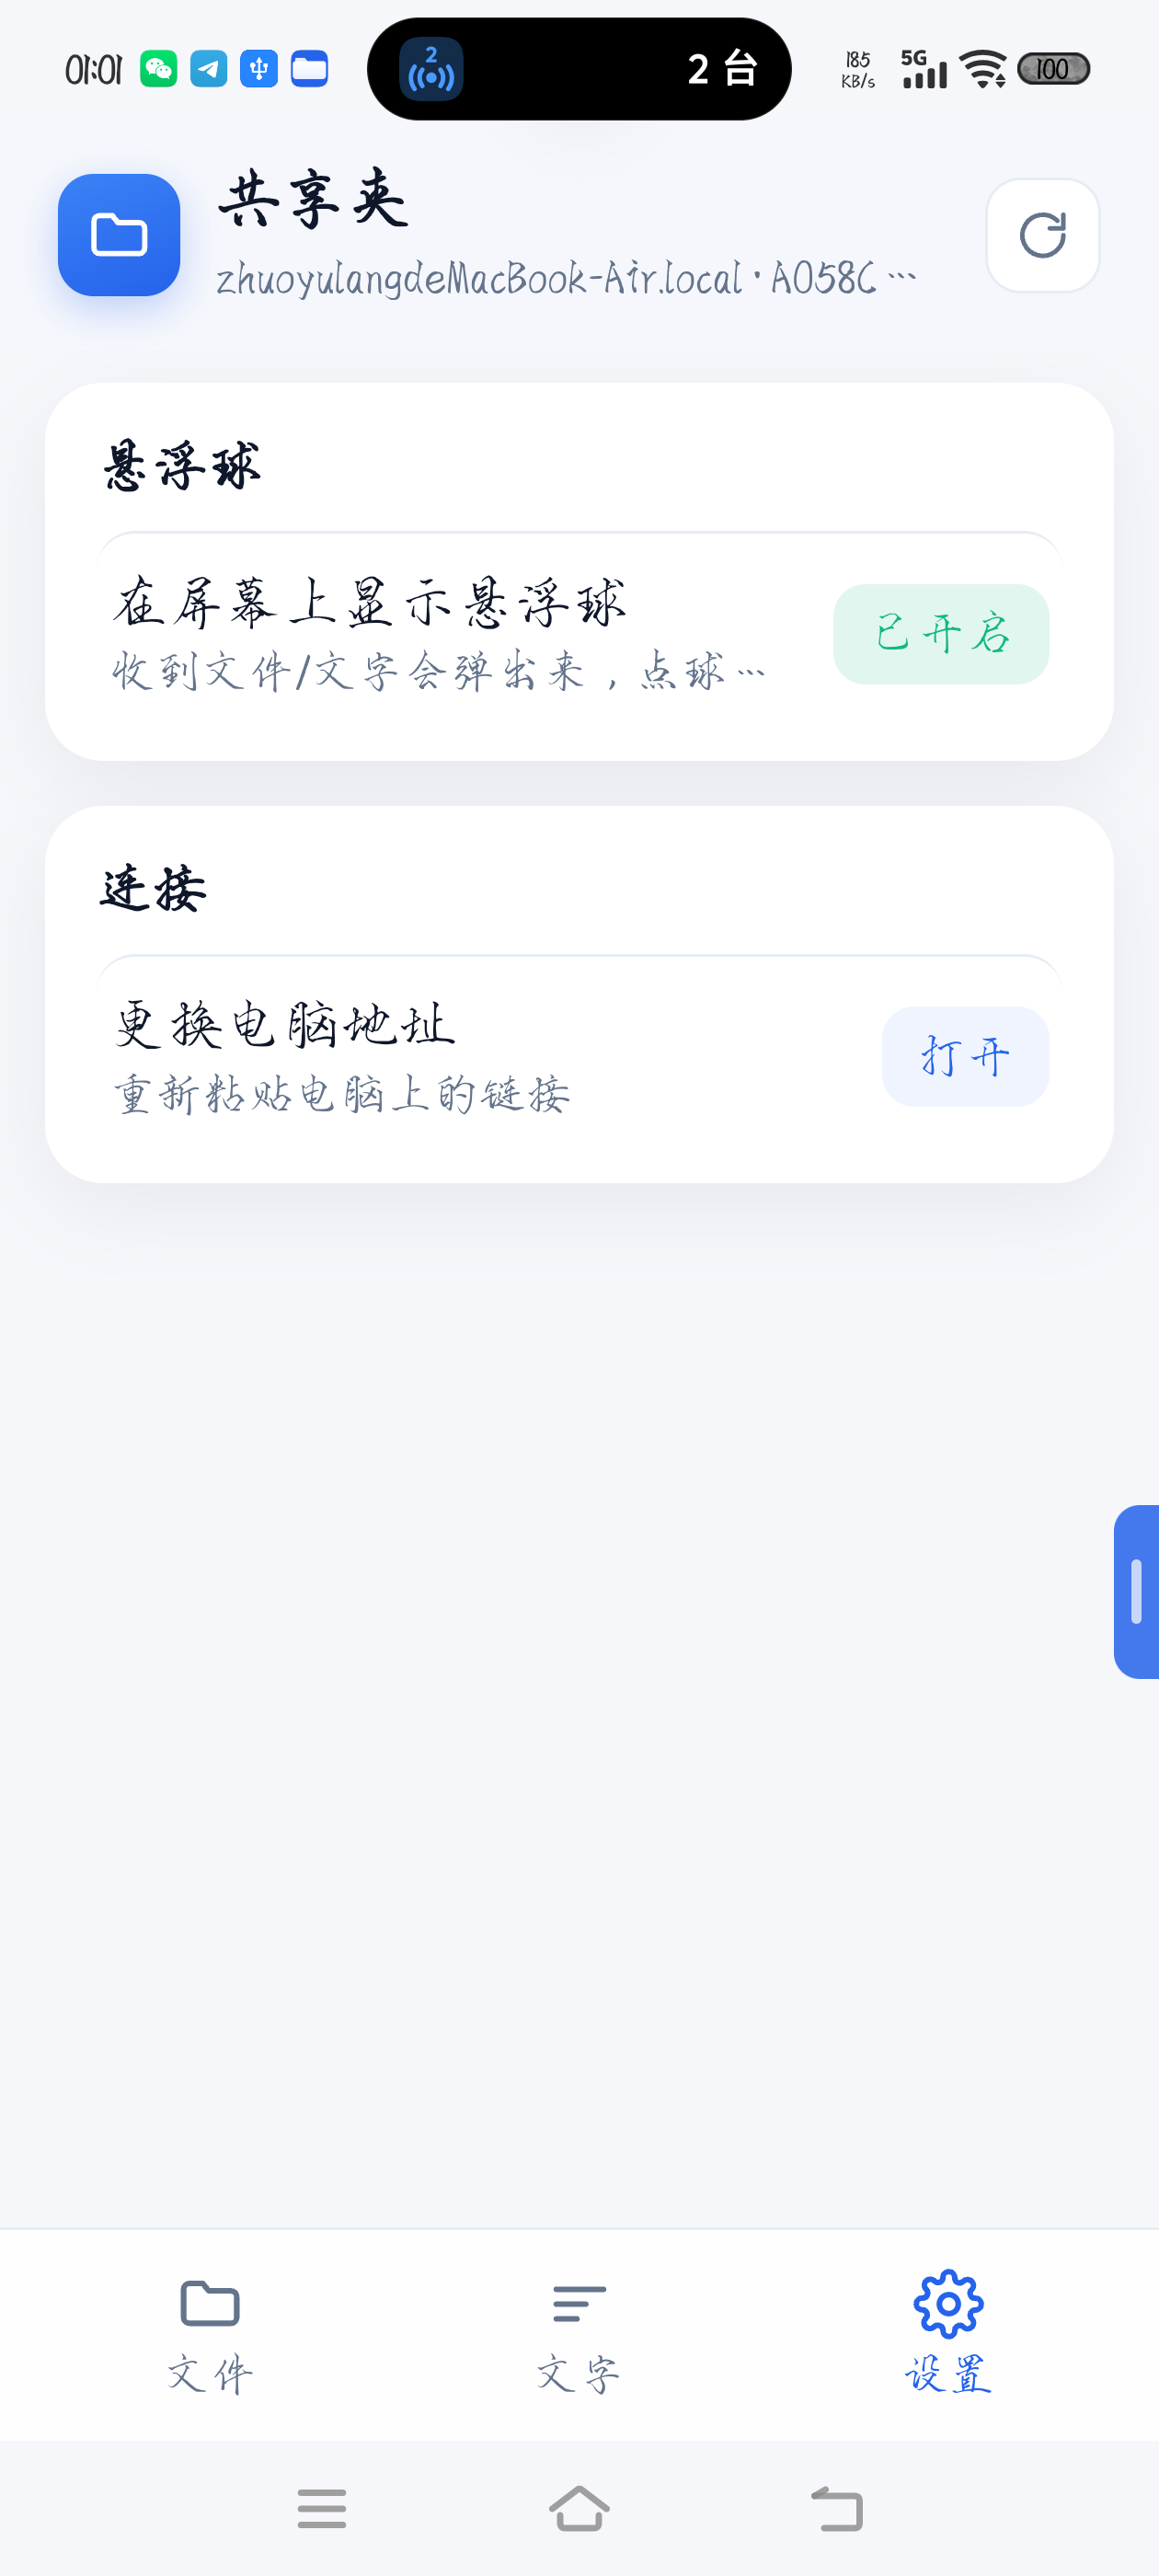 01:01
2
2 台
185
KB/s
5G
100
共享夹
zhuoyulangdeMacBook-Air.local · A058C ···
悬浮球
在屏幕上显示悬浮球
收到文件/文字会弹出来，点球 ···
已开启
连接
更换电脑地址
重新粘贴电脑上的链接
打开
文件
文字
设置